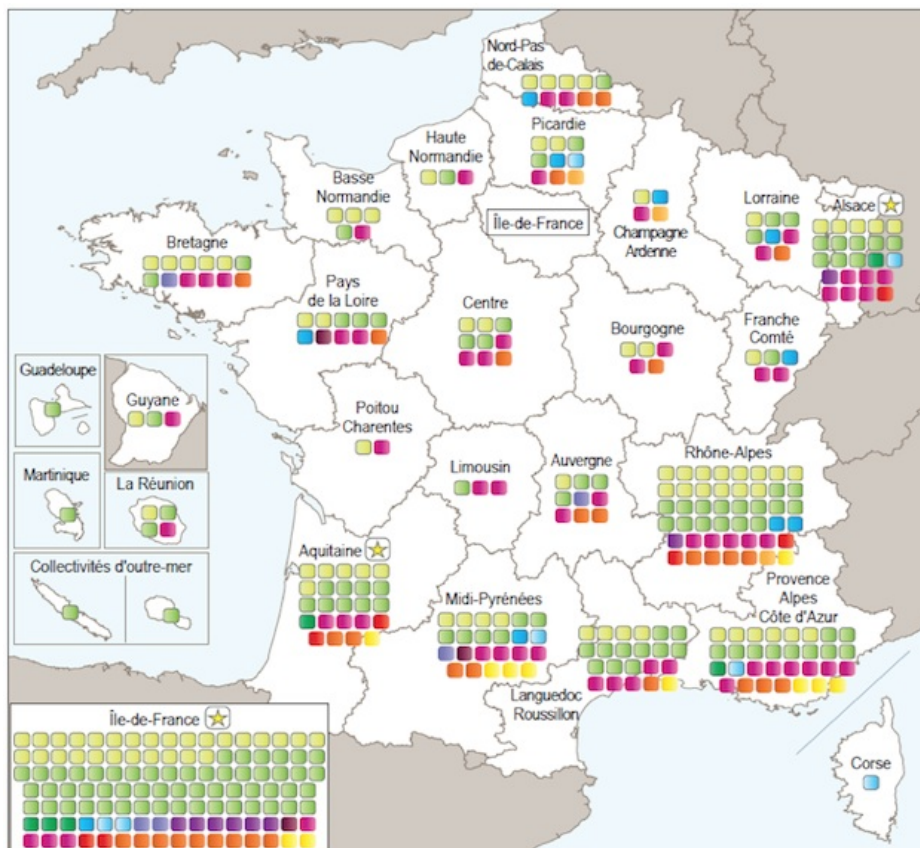 Nord-Pas
de-Calais
Picardie
Haute
Normandie
Basse
Normandie
Île-de-France
Champagne
Ardenne
Lorraine
Alsace
Bretagne
Pays
de la Loire
Centre
Bourgogne
Franche
Comté
Guadeloupe
Guyane
Poitou
Charentes
Limousin
Auvergne
Rhône-Alpes
Martinique
La Réunion
Collectivités d'outre-mer
Aquitaine
Midi-Pyrénées
Provence
Alpes
Côte d'Azur
Languedoc
Roussillon
Île-de-France
Corse